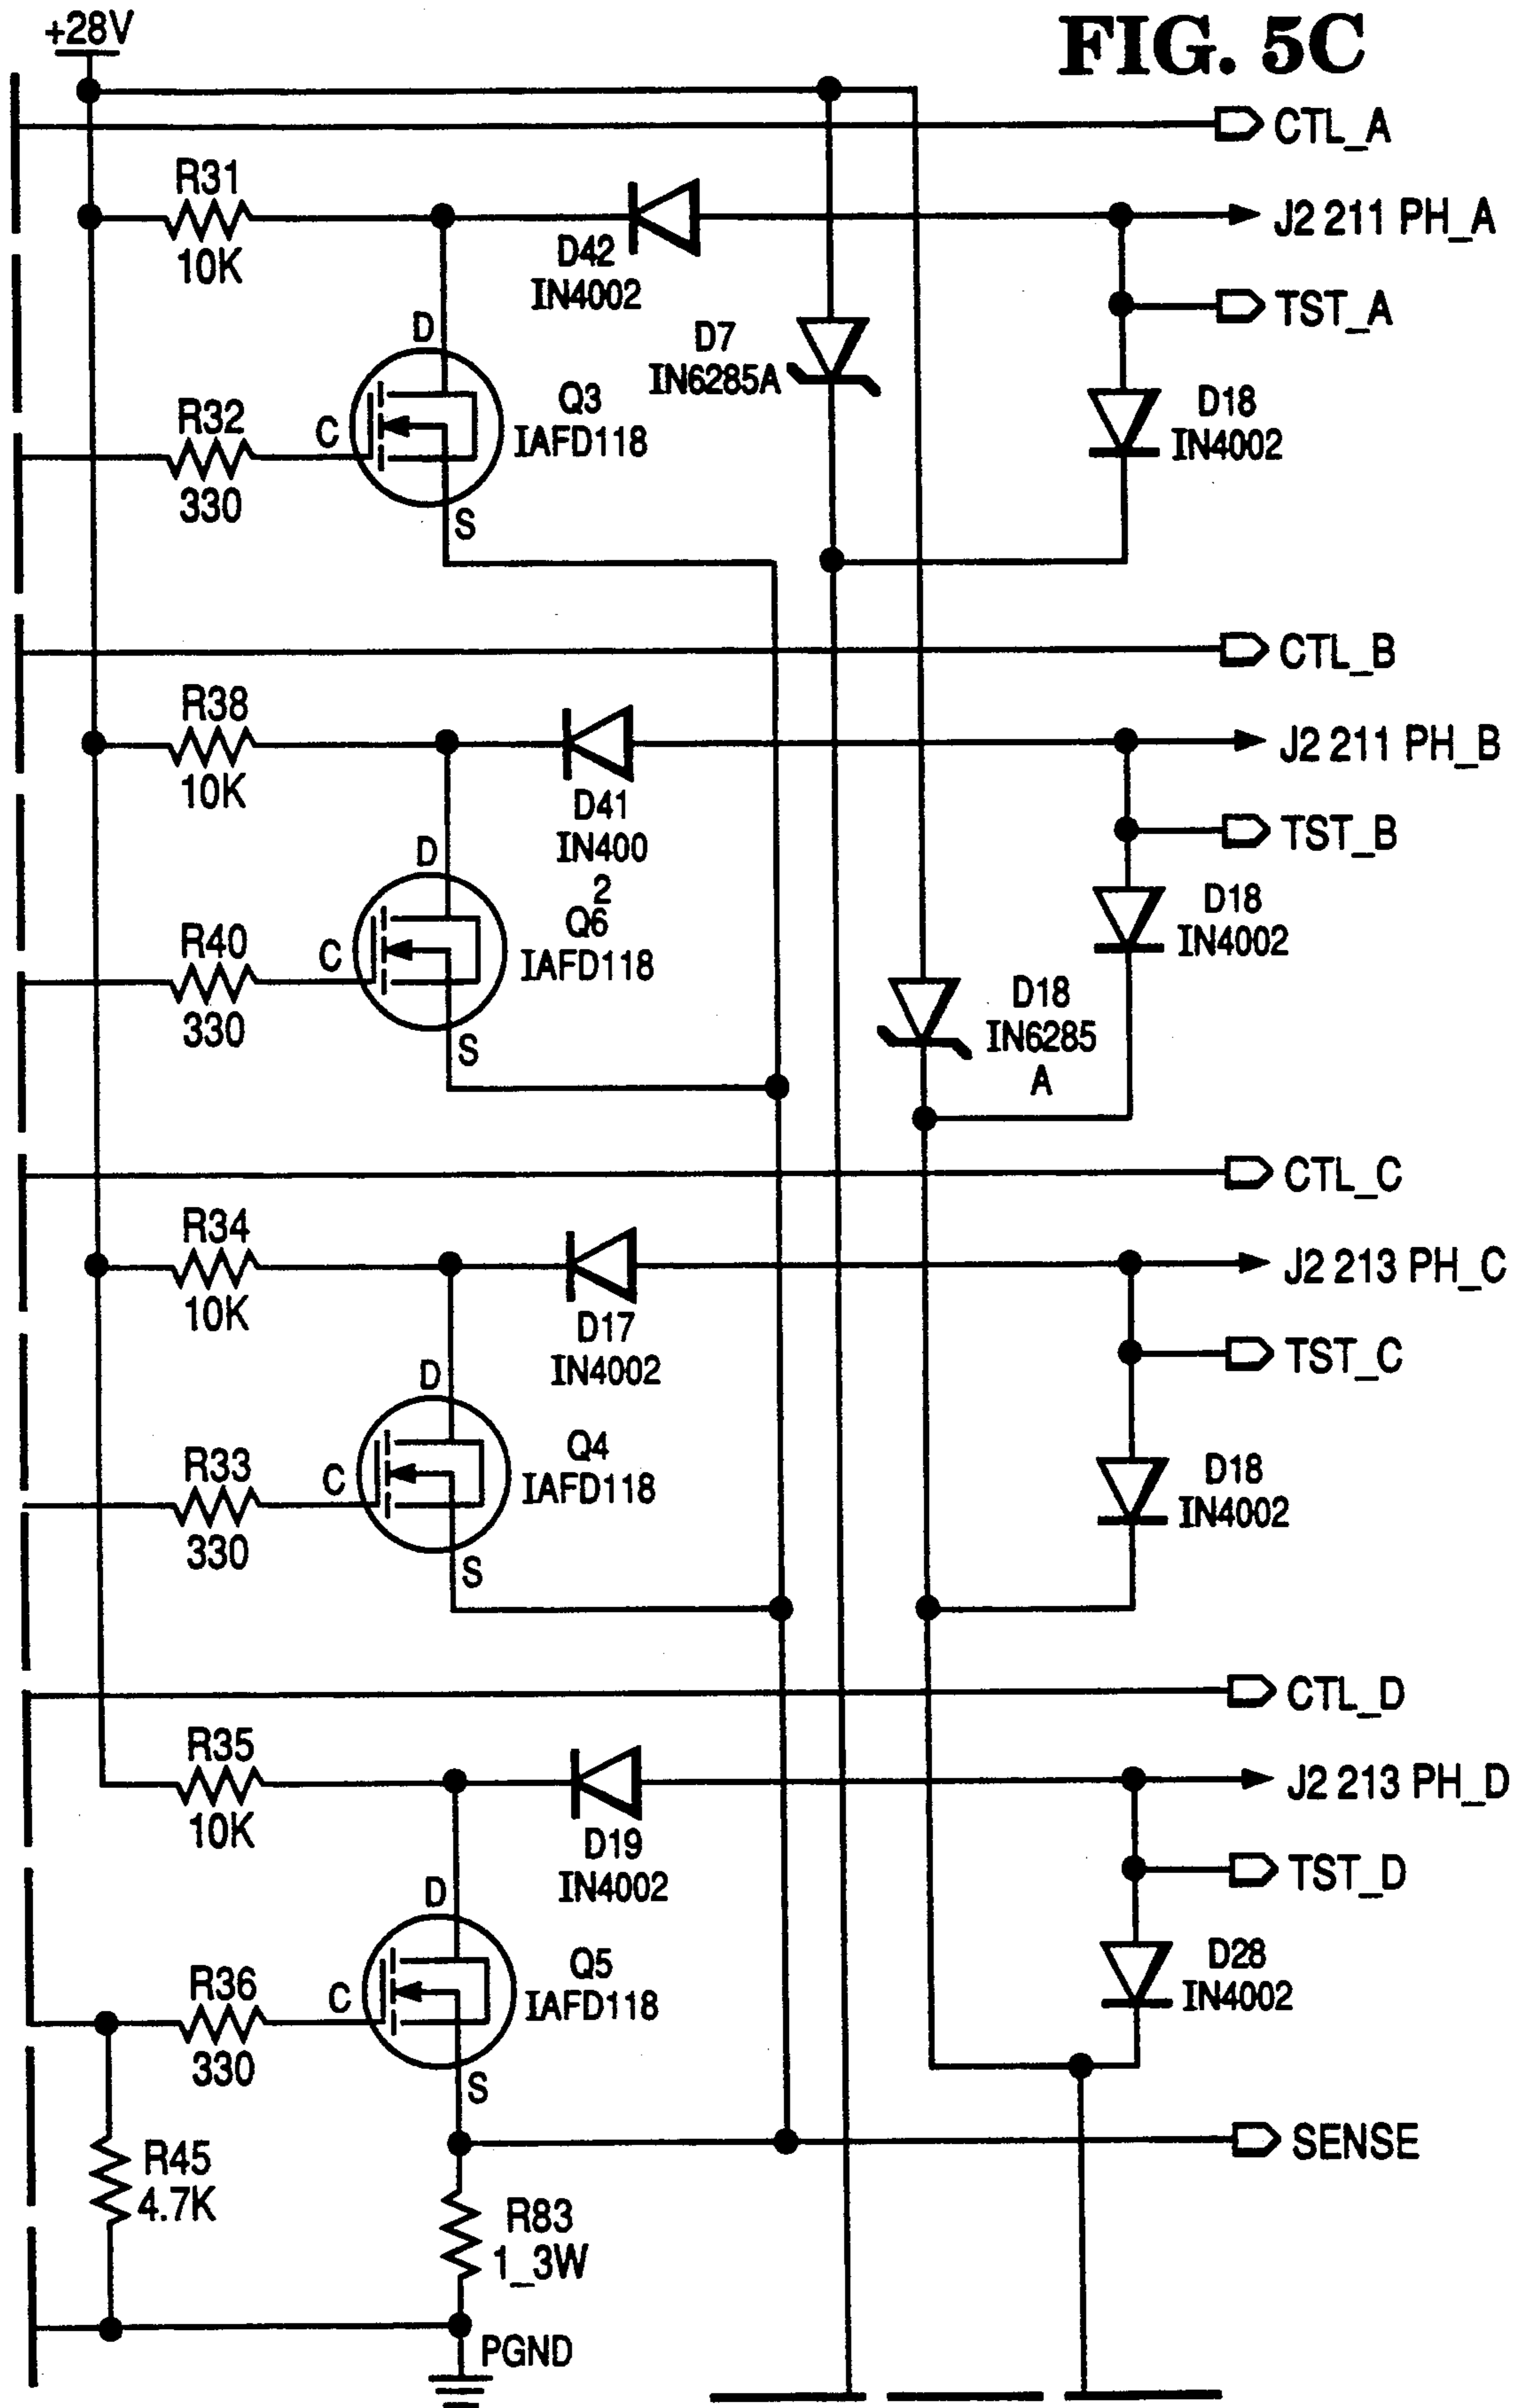 FIG. 5C
+28V
CTL_A
R31
10K
D42
IN4002
J2 211 PH_A
TST_A
D
D7
IN6285A
Q3
IAFD118
D18
IN4002
R32
330
C
S
CTL_B
R38
10K
D41
IN400
2
J2 211 PH_B
TST_B
D
Q6
IAFD118
D18
IN4002
R40
330
C
S
D18
IN6285
A
CTL_C
R34
10K
D17
IN4002
J2 213 PH_C
TST_C
D
Q4
IAFD118
D18
IN4002
R33
330
C
S
CTL_D
R35
10K
D19
IN4002
J2 213 PH_D
TST_D
D
Q5
IAFD118
D28
IN4002
R36
330
C
S
SENSE
R45
4.7K
R83
1_3W
PGND